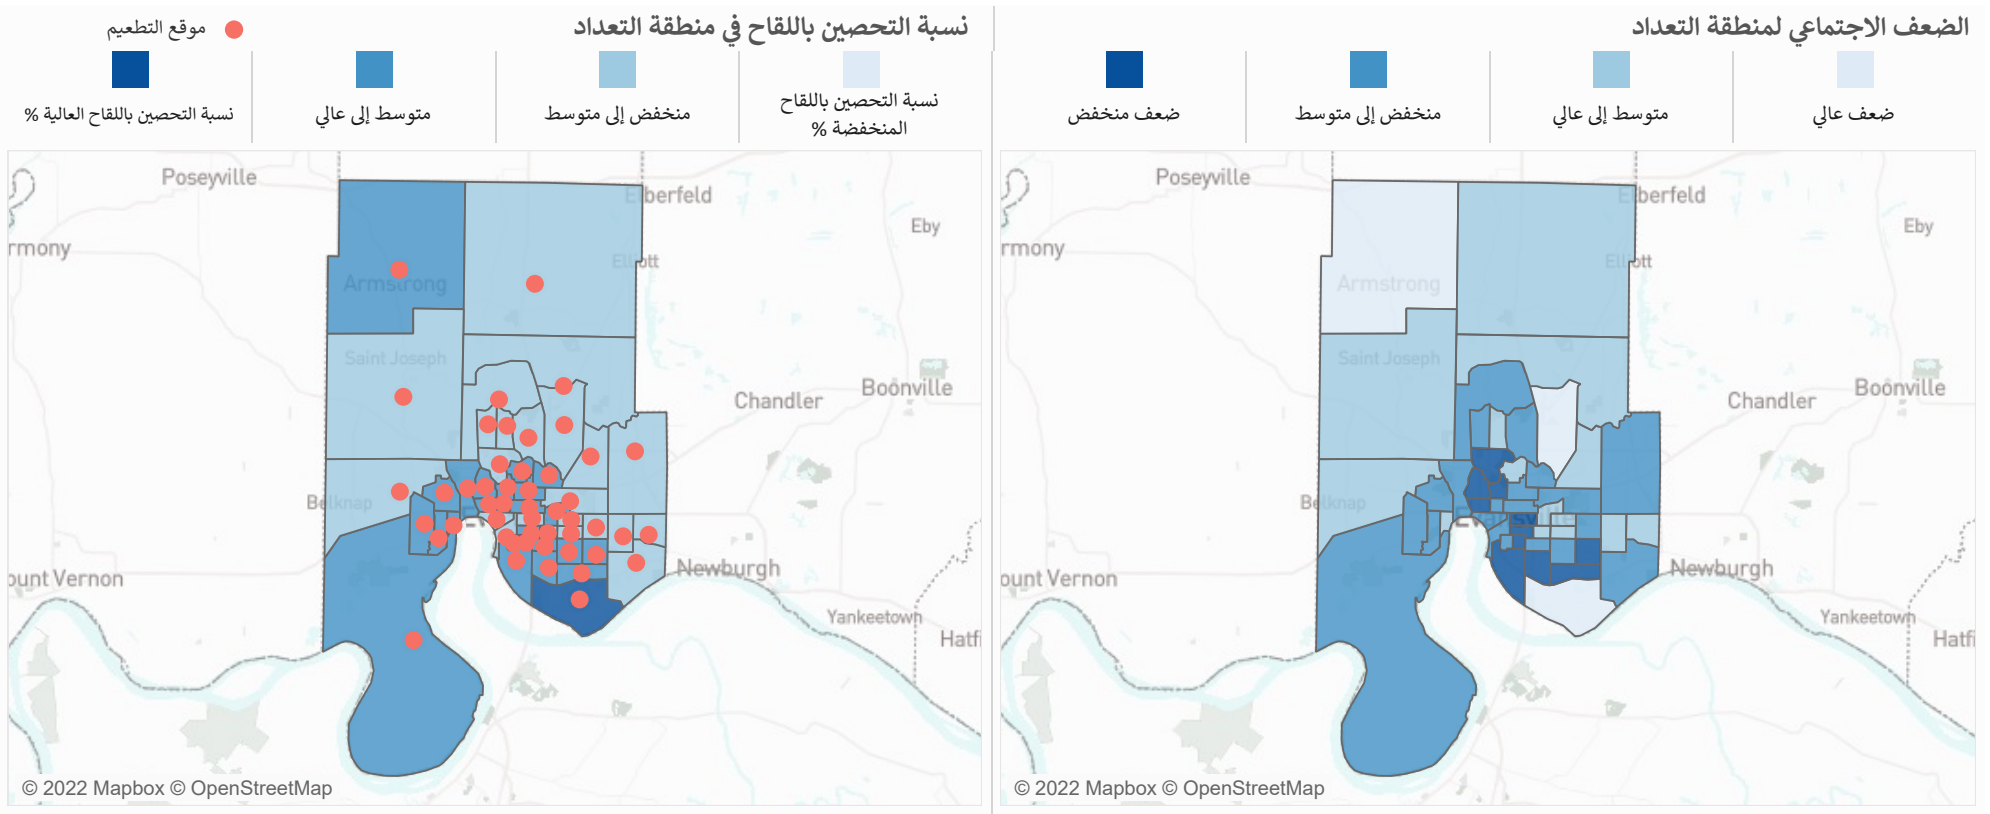 الضعف الاجتماعي لمنطقة التعداد
ضعف عالي
متوسط إلى عالي
منخفض إلى متوسط
ضعف منخفض
نسبة التحصين باللقاح في منطقة التعداد
موقع التطعيم
نسبة التحصين باللقاح
المنخفضة %
منخفض إلى متوسط
متوسط إلى عالي
نسبة التحصين باللقاح العالية %
Poseyville
Elberfeld
Eby
rmony
Elliott
Armstrong
Saint Joseph
Boonville
Chandler
Belknap
Evansville
ount Vernon
Newburgh
Yankeetown
Hatfi
© 2022 Mapbox © OpenStreetMap
Poseyville
Elberfeld
Eby
rmony
Elliott
Armstrong
Saint Joseph
Boonville
Chandler
Belknap
E
ount Vernon
Newburgh
Yankeetown
Hatfi
© 2022 Mapbox © OpenStreetMap